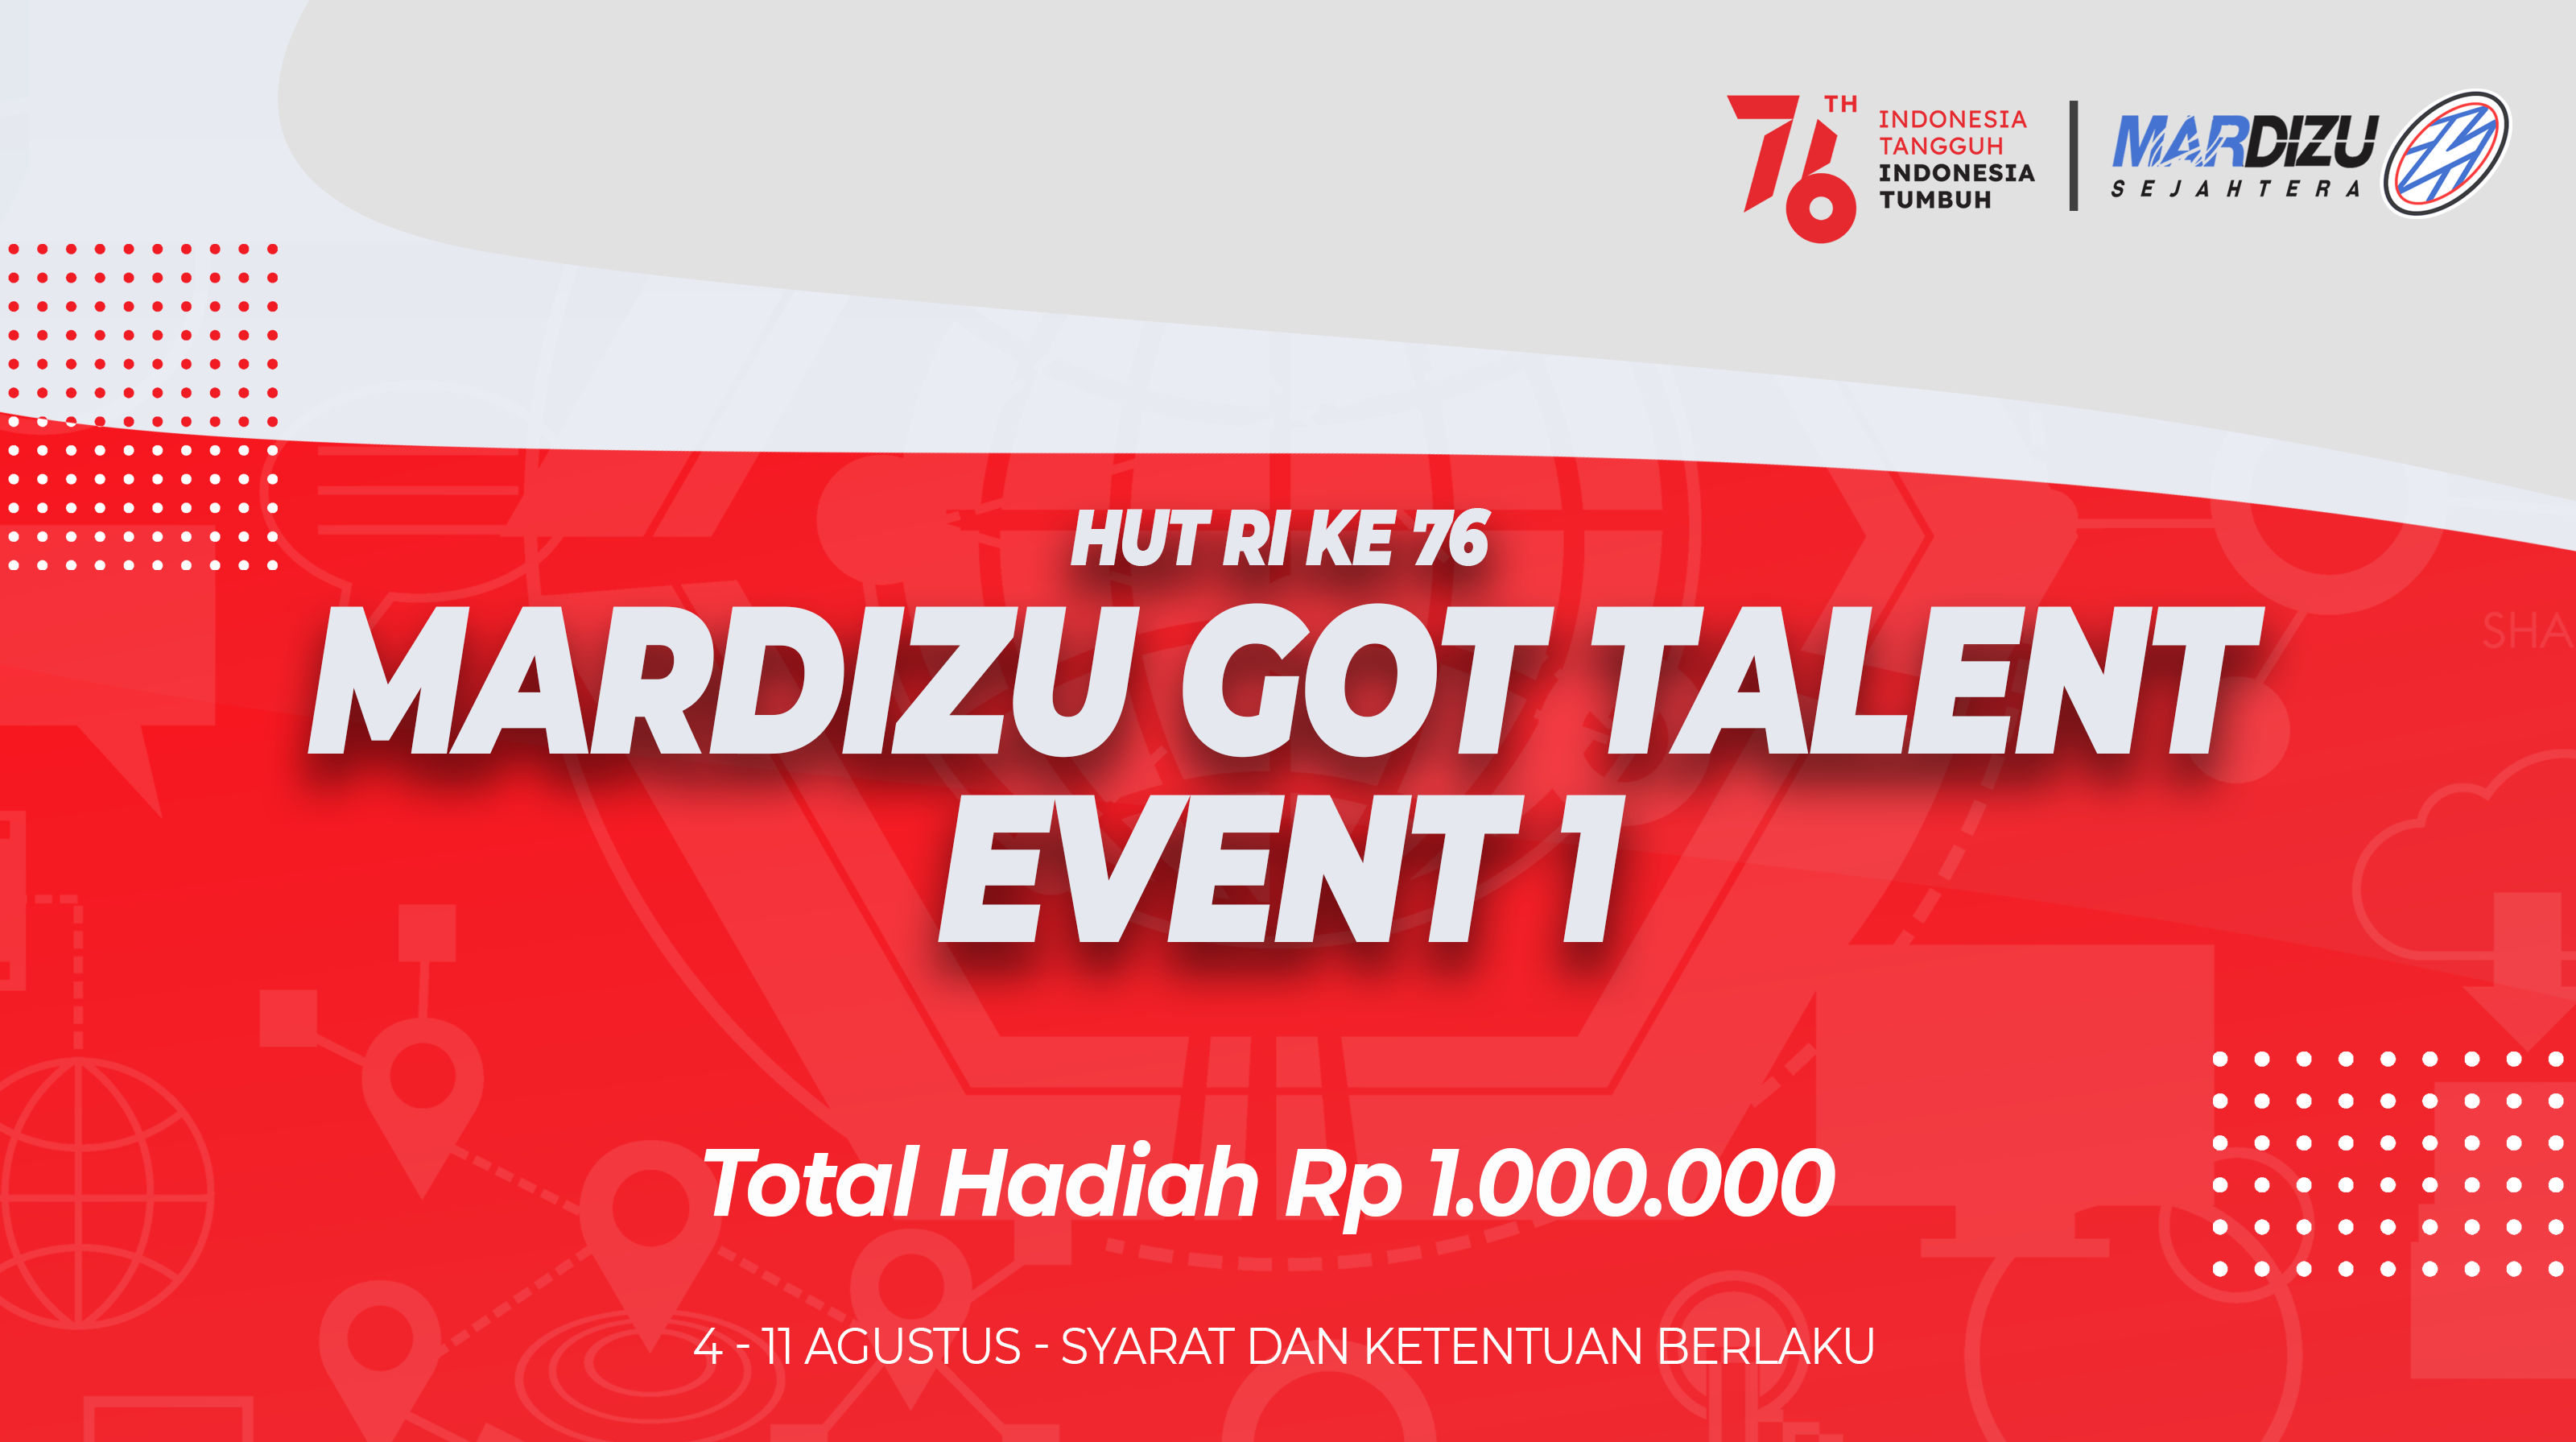 76TH
INDONESIA
TANGGUH
INDONESIA
TUMBUH
MARDIZU
SEJAHTERA
HUT RI KE 76
MARDIZU GOT TALENT
EVENT 1
SHA
Total Hadiah Rp 1.000.000
4 - 11 AGUSTUS - SYARAT DAN KETENTUAN BERLAKU